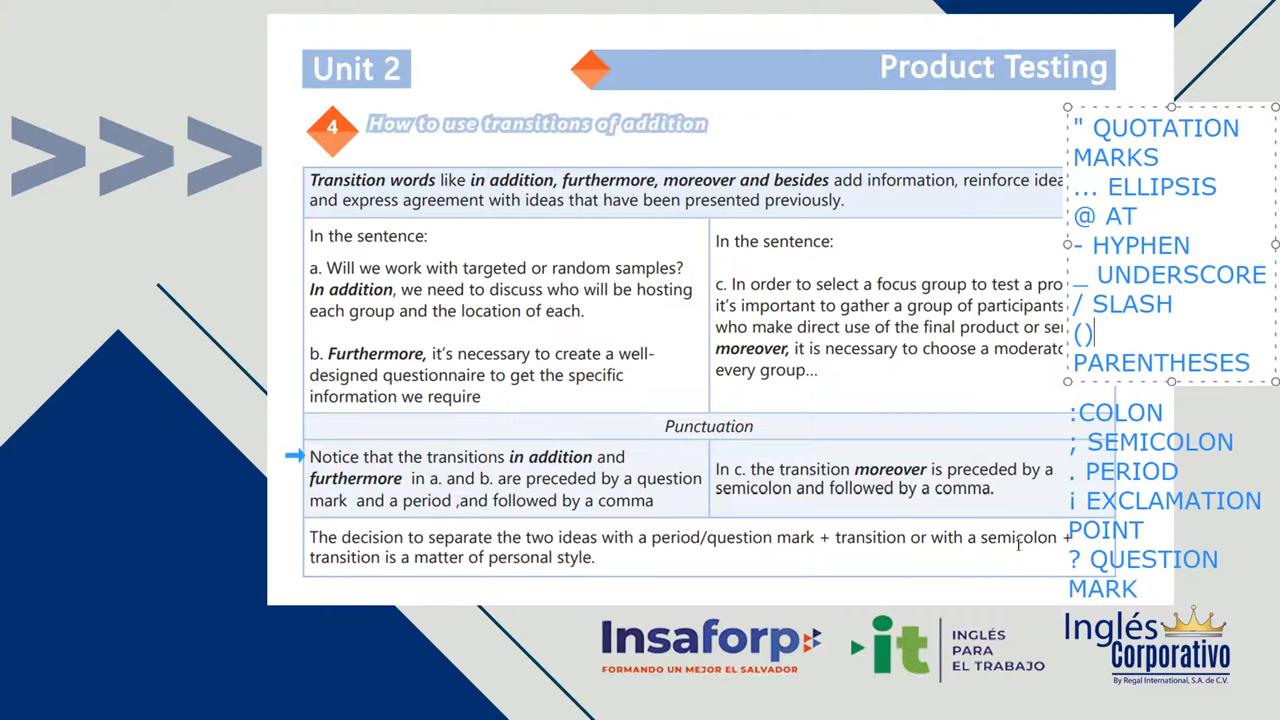 Unit 2
Product Testing
4
How to use transitions of addition
Transition words like in addition, furthermore, moreover and besides add information, reinforce idea
and express agreement with ideas that have been presented previously.
In the sentence:
a. Will we work with targeted or random samples?
In addition, we need to discuss who will be hosting
each group and the location of each.
b. Furthermore, it's necessary to create a well-
designed questionnaire to get the specific
information we require
In the sentence:
c. In order to select a focus group to test a pro
it's important to gather a group of participants
who make direct use of the final product or se
moreover, it is necessary to choose a moderato
every group...
Punctuation
Notice that the transitions in addition and
furthermore in a. and b. are preceded by a question
mark and a period ,and followed by a comma
In c. the transition moreover is preceded by a
semicolon and followed by a comma.
The decision to separate the two ideas with a period/question mark + transition or with a semicolon +
transition is a matter of personal style.
" QUOTATION
MARKS
... ELLIPSIS
@ AT
- HYPHEN
_ UNDERSCORE
/ SLASH
()
PARENTHESES
:COLON
; SEMICOLON
. PERIOD
¡ EXCLAMATION
POINT
? QUESTION
MARK
Insaforp
FORMANDO UN MEJOR EL SALVADOR
it
INGLÉS
PARA
EL TRABAJO
Inglés
Corporativo
By Regal International, S.A. de C.V.